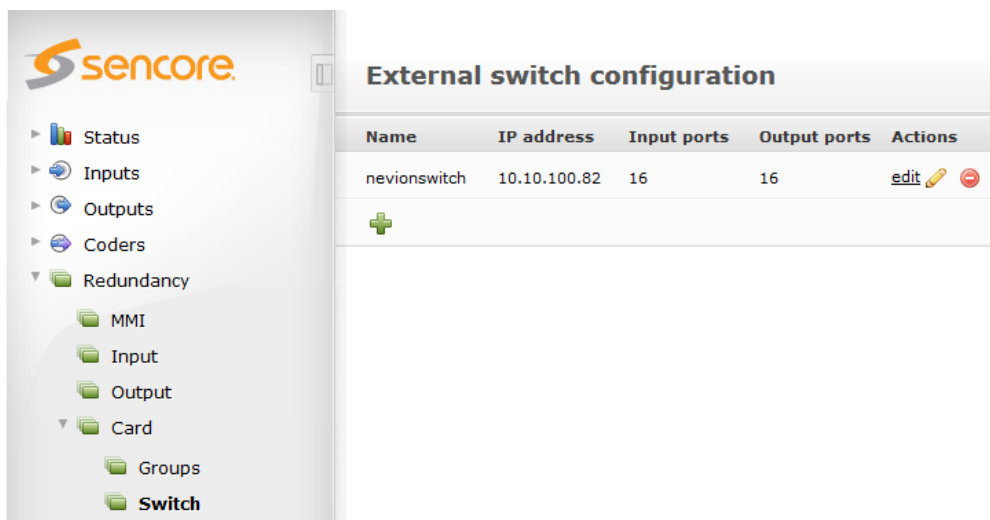 sencore
Status
Inputs
Outputs
Coders
Redundancy
MMI
Input
Output
Card
Groups
Switch
External switch configuration
Name IP address Input ports Output ports Actions
nevionswitch 10.10.100.82 16 16 edit